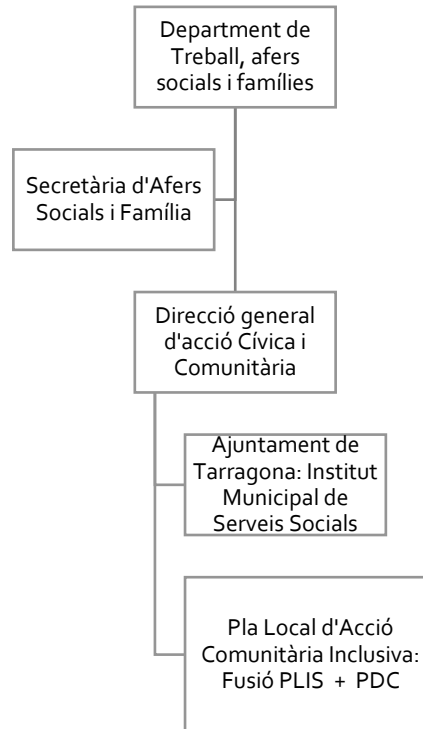 Department de
Treball, afers
socials i famílies
Secretària d'Afers
Socials i Família
Direcció general
d'acció Cívica i
Comunitària
Ajuntament de
Tarragona: Institut
Municipal de
Serveis Socials
Pla Local d'Acció
Comunitària Inclusiva:
Fusió PLIS + PDC